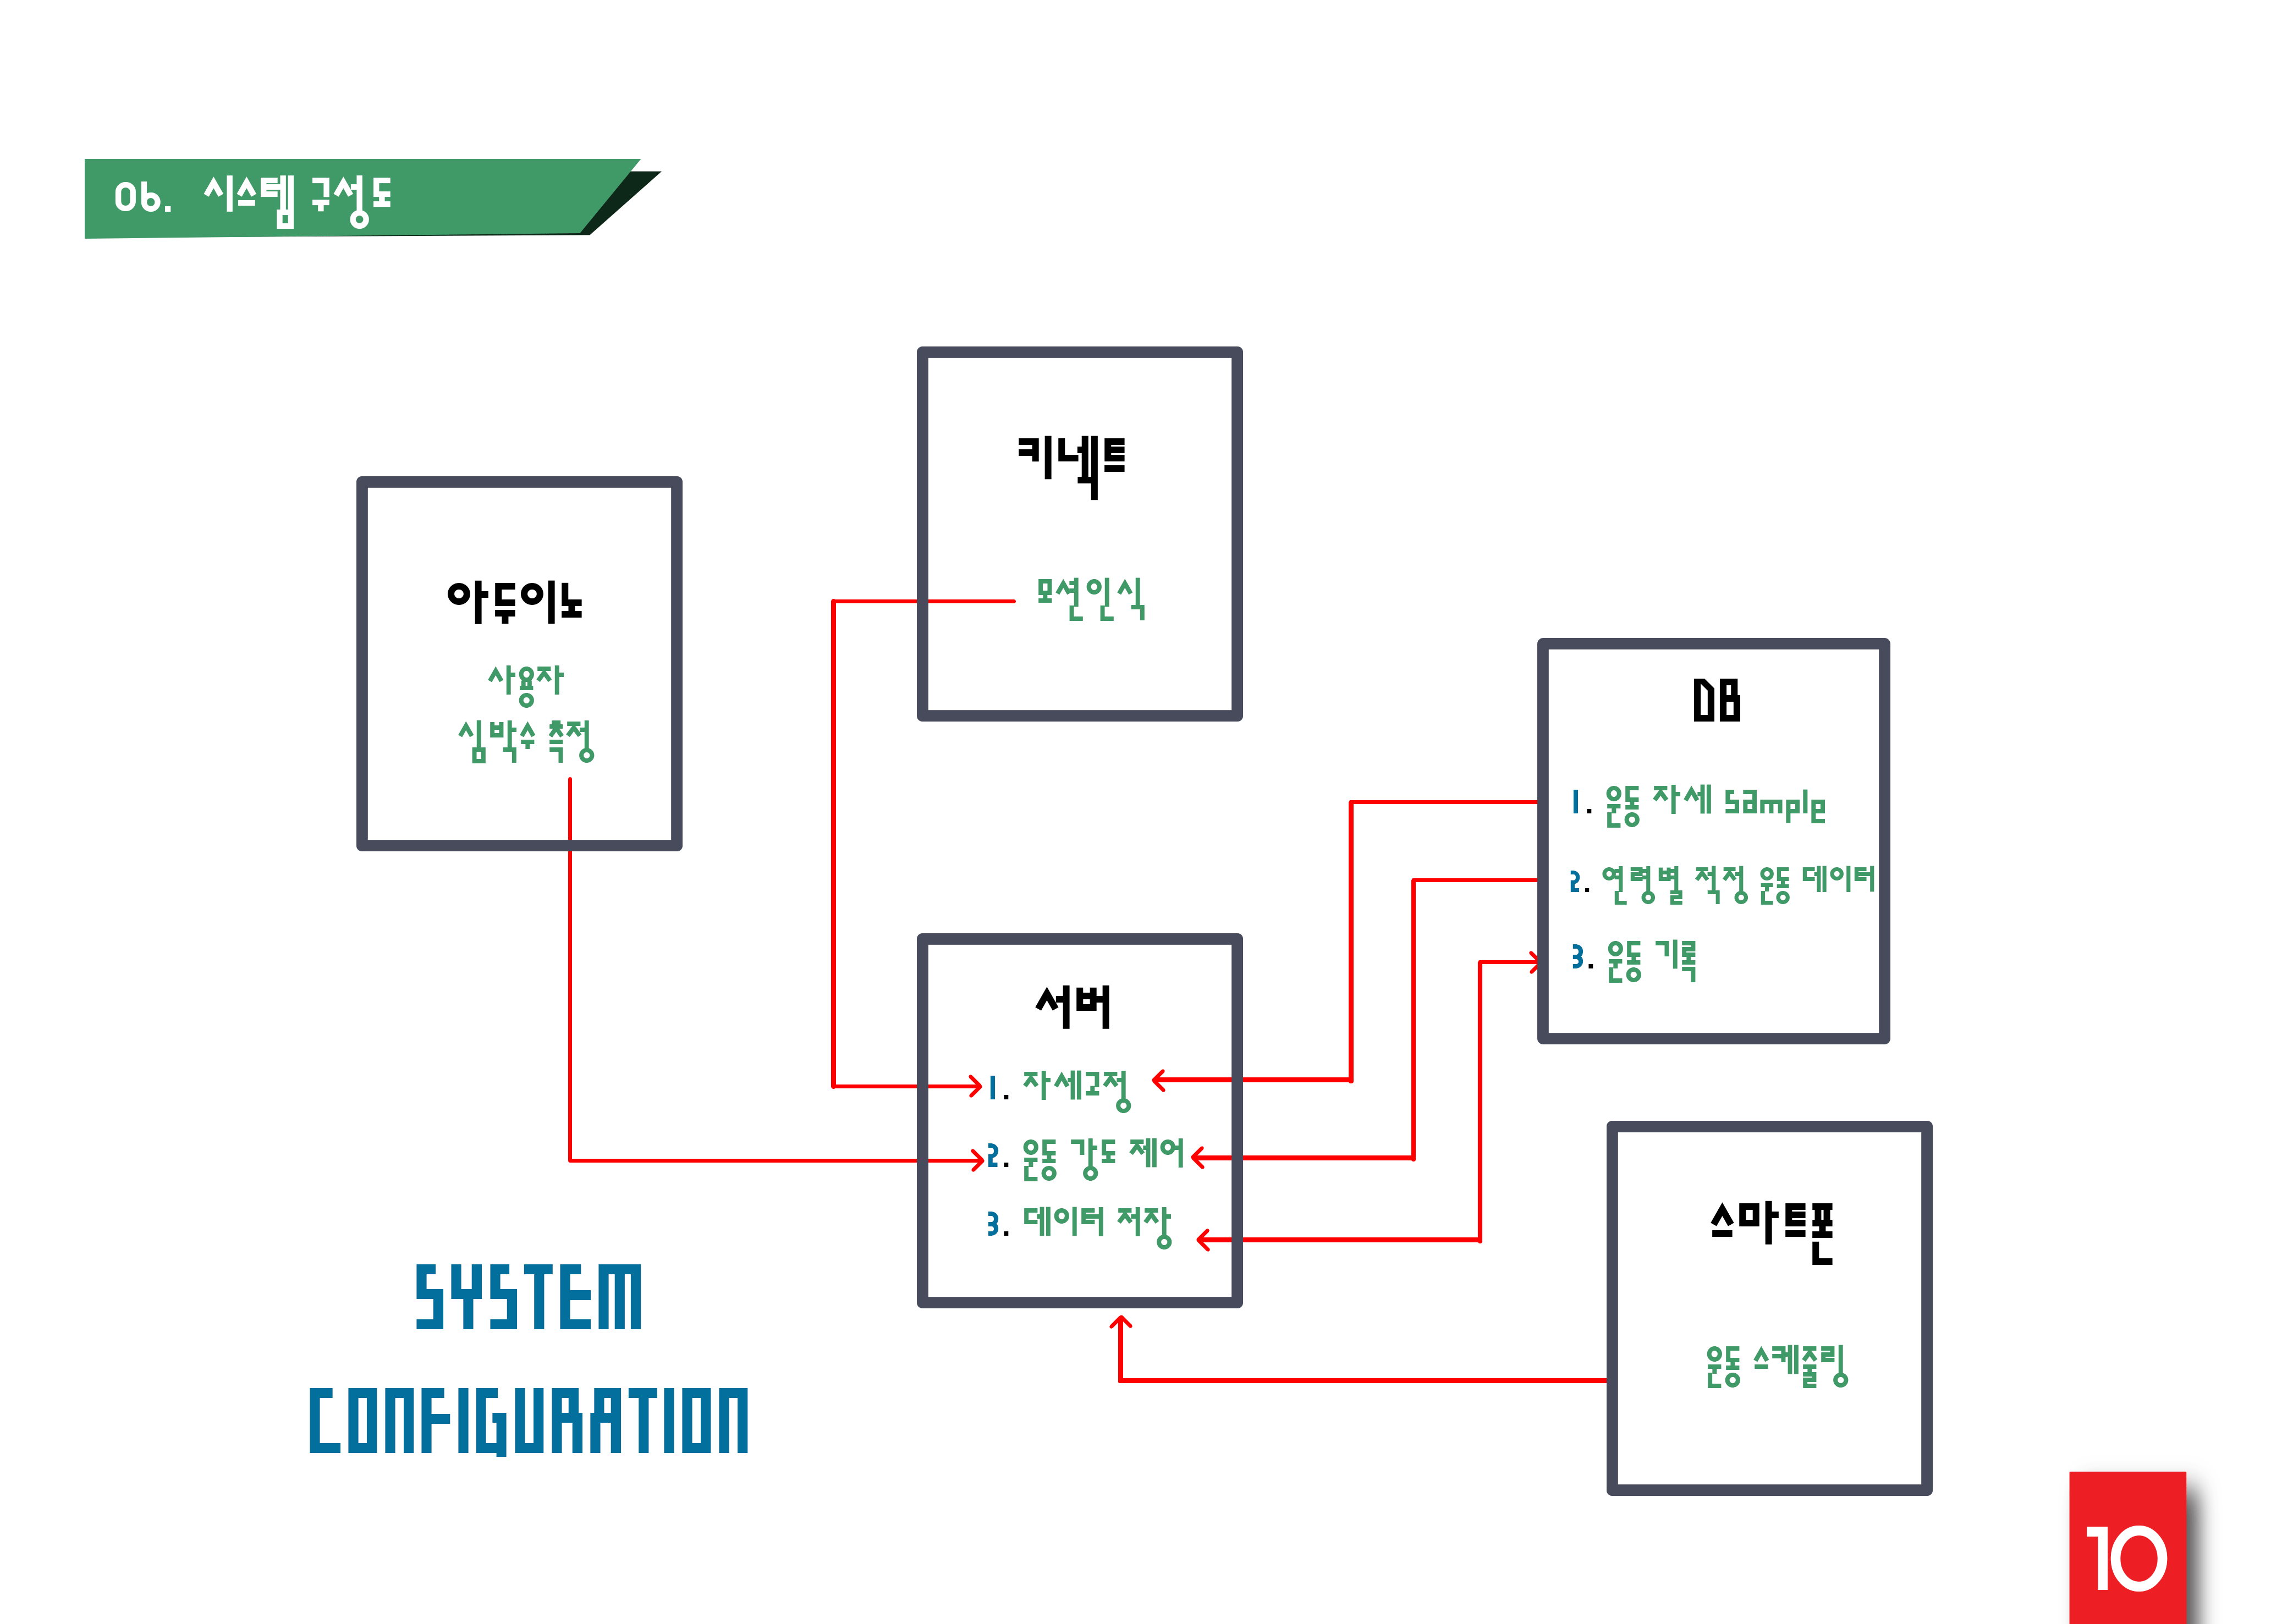 06. 시스템 구성도
키넥트
모션인식
아두이노
사용자
심박수 측정
DB
1. 운동 자세 Sample
2. 연령별 적정 운동 데이터
3. 운동 기록
서버
1. 자세교정
2. 운동 강도 제어
3. 데이터 저장
스마트폰
운동 스케줄링
SYSTEM
CONFIGURATION
10